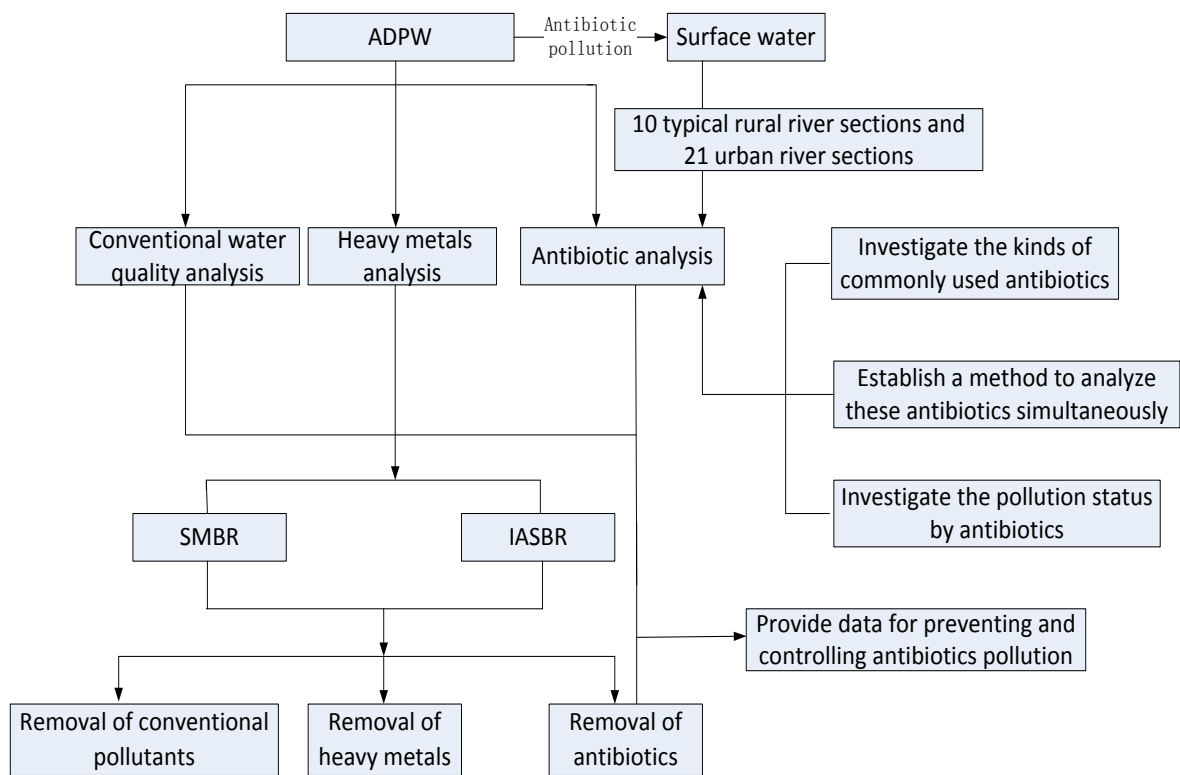 ADPW
Antibiotic
pollution
Surface water
10 typical rural river sections and
21 urban river sections
Conventional water
quality analysis
Heavy metals
analysis
Antibiotic analysis
Investigate the kinds of
commonly used antibiotics
Establish a method to analyze
these antibiotics simultaneously
Investigate the pollution status
by antibiotics
SMBR
IASBR
Provide data for preventing and
controlling antibiotics pollution
Removal of conventional
pollutants
Removal of
heavy metals
Removal of
antibiotics